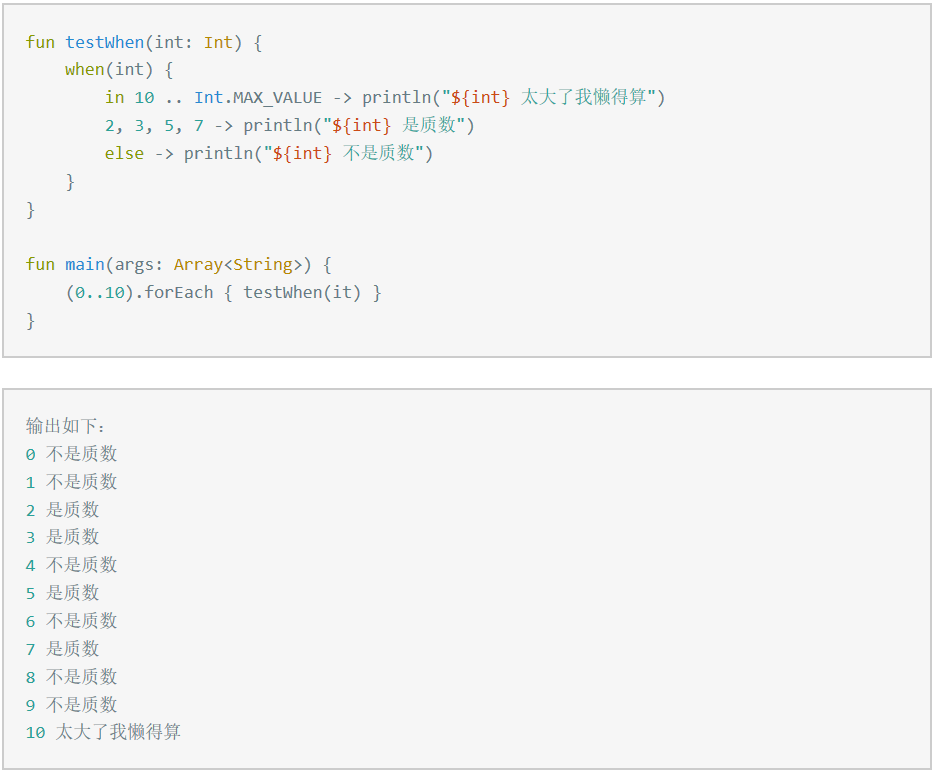 fun testWhen(int: Int) {
    when(int) {
        in 10 .. Int.MAX_VALUE -> println("${int} 太大了我懒得算")
        2, 3, 5, 7 -> println("${int} 是质数")
        else -> println("${int} 不是质数")
    }
}

fun main(args: Array<String>) {
    (0..10).forEach { testWhen(it) }
}

输出如下：
0 不是质数
1 不是质数
2 是质数
3 是质数
4 不是质数
5 是质数
6 不是质数
7 是质数
8 不是质数
9 不是质数
10 太大了我懒得算